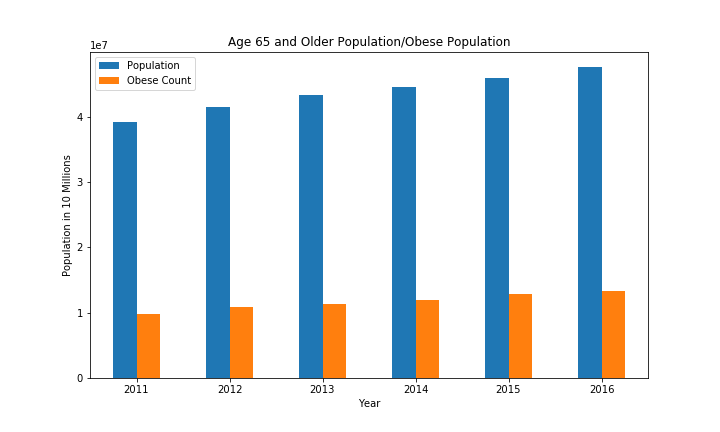 Age 65 and Older Population/Obese Population
1e7
Population
Obese Count
4
3
2
1
0
Population in 10 Millions
2011 2012 2013 2014 2015 2016
Year